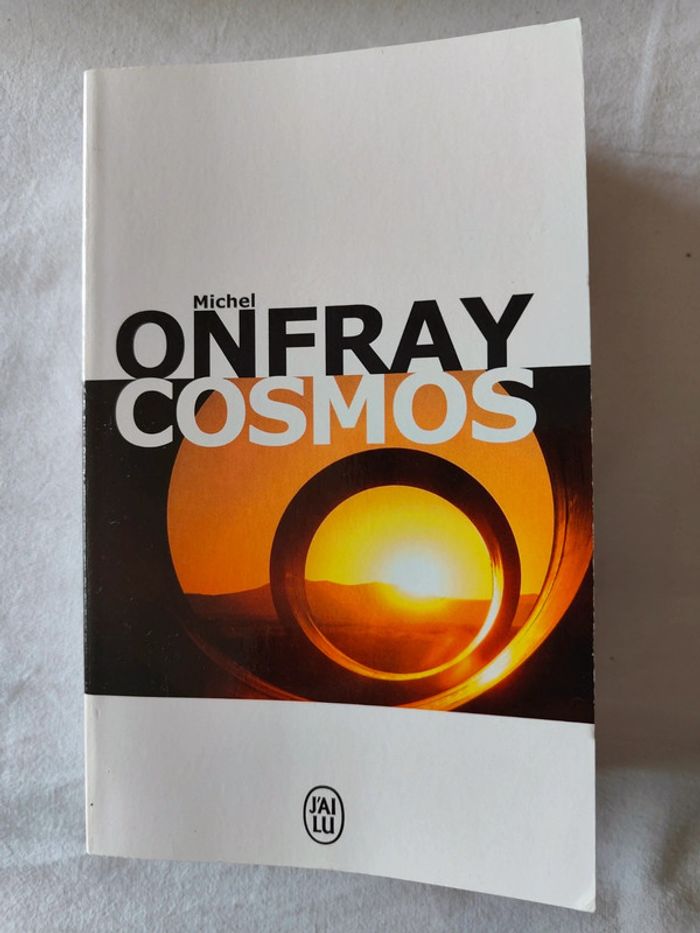 Michel
ONFRAY
COSMOS
J'AI
LU